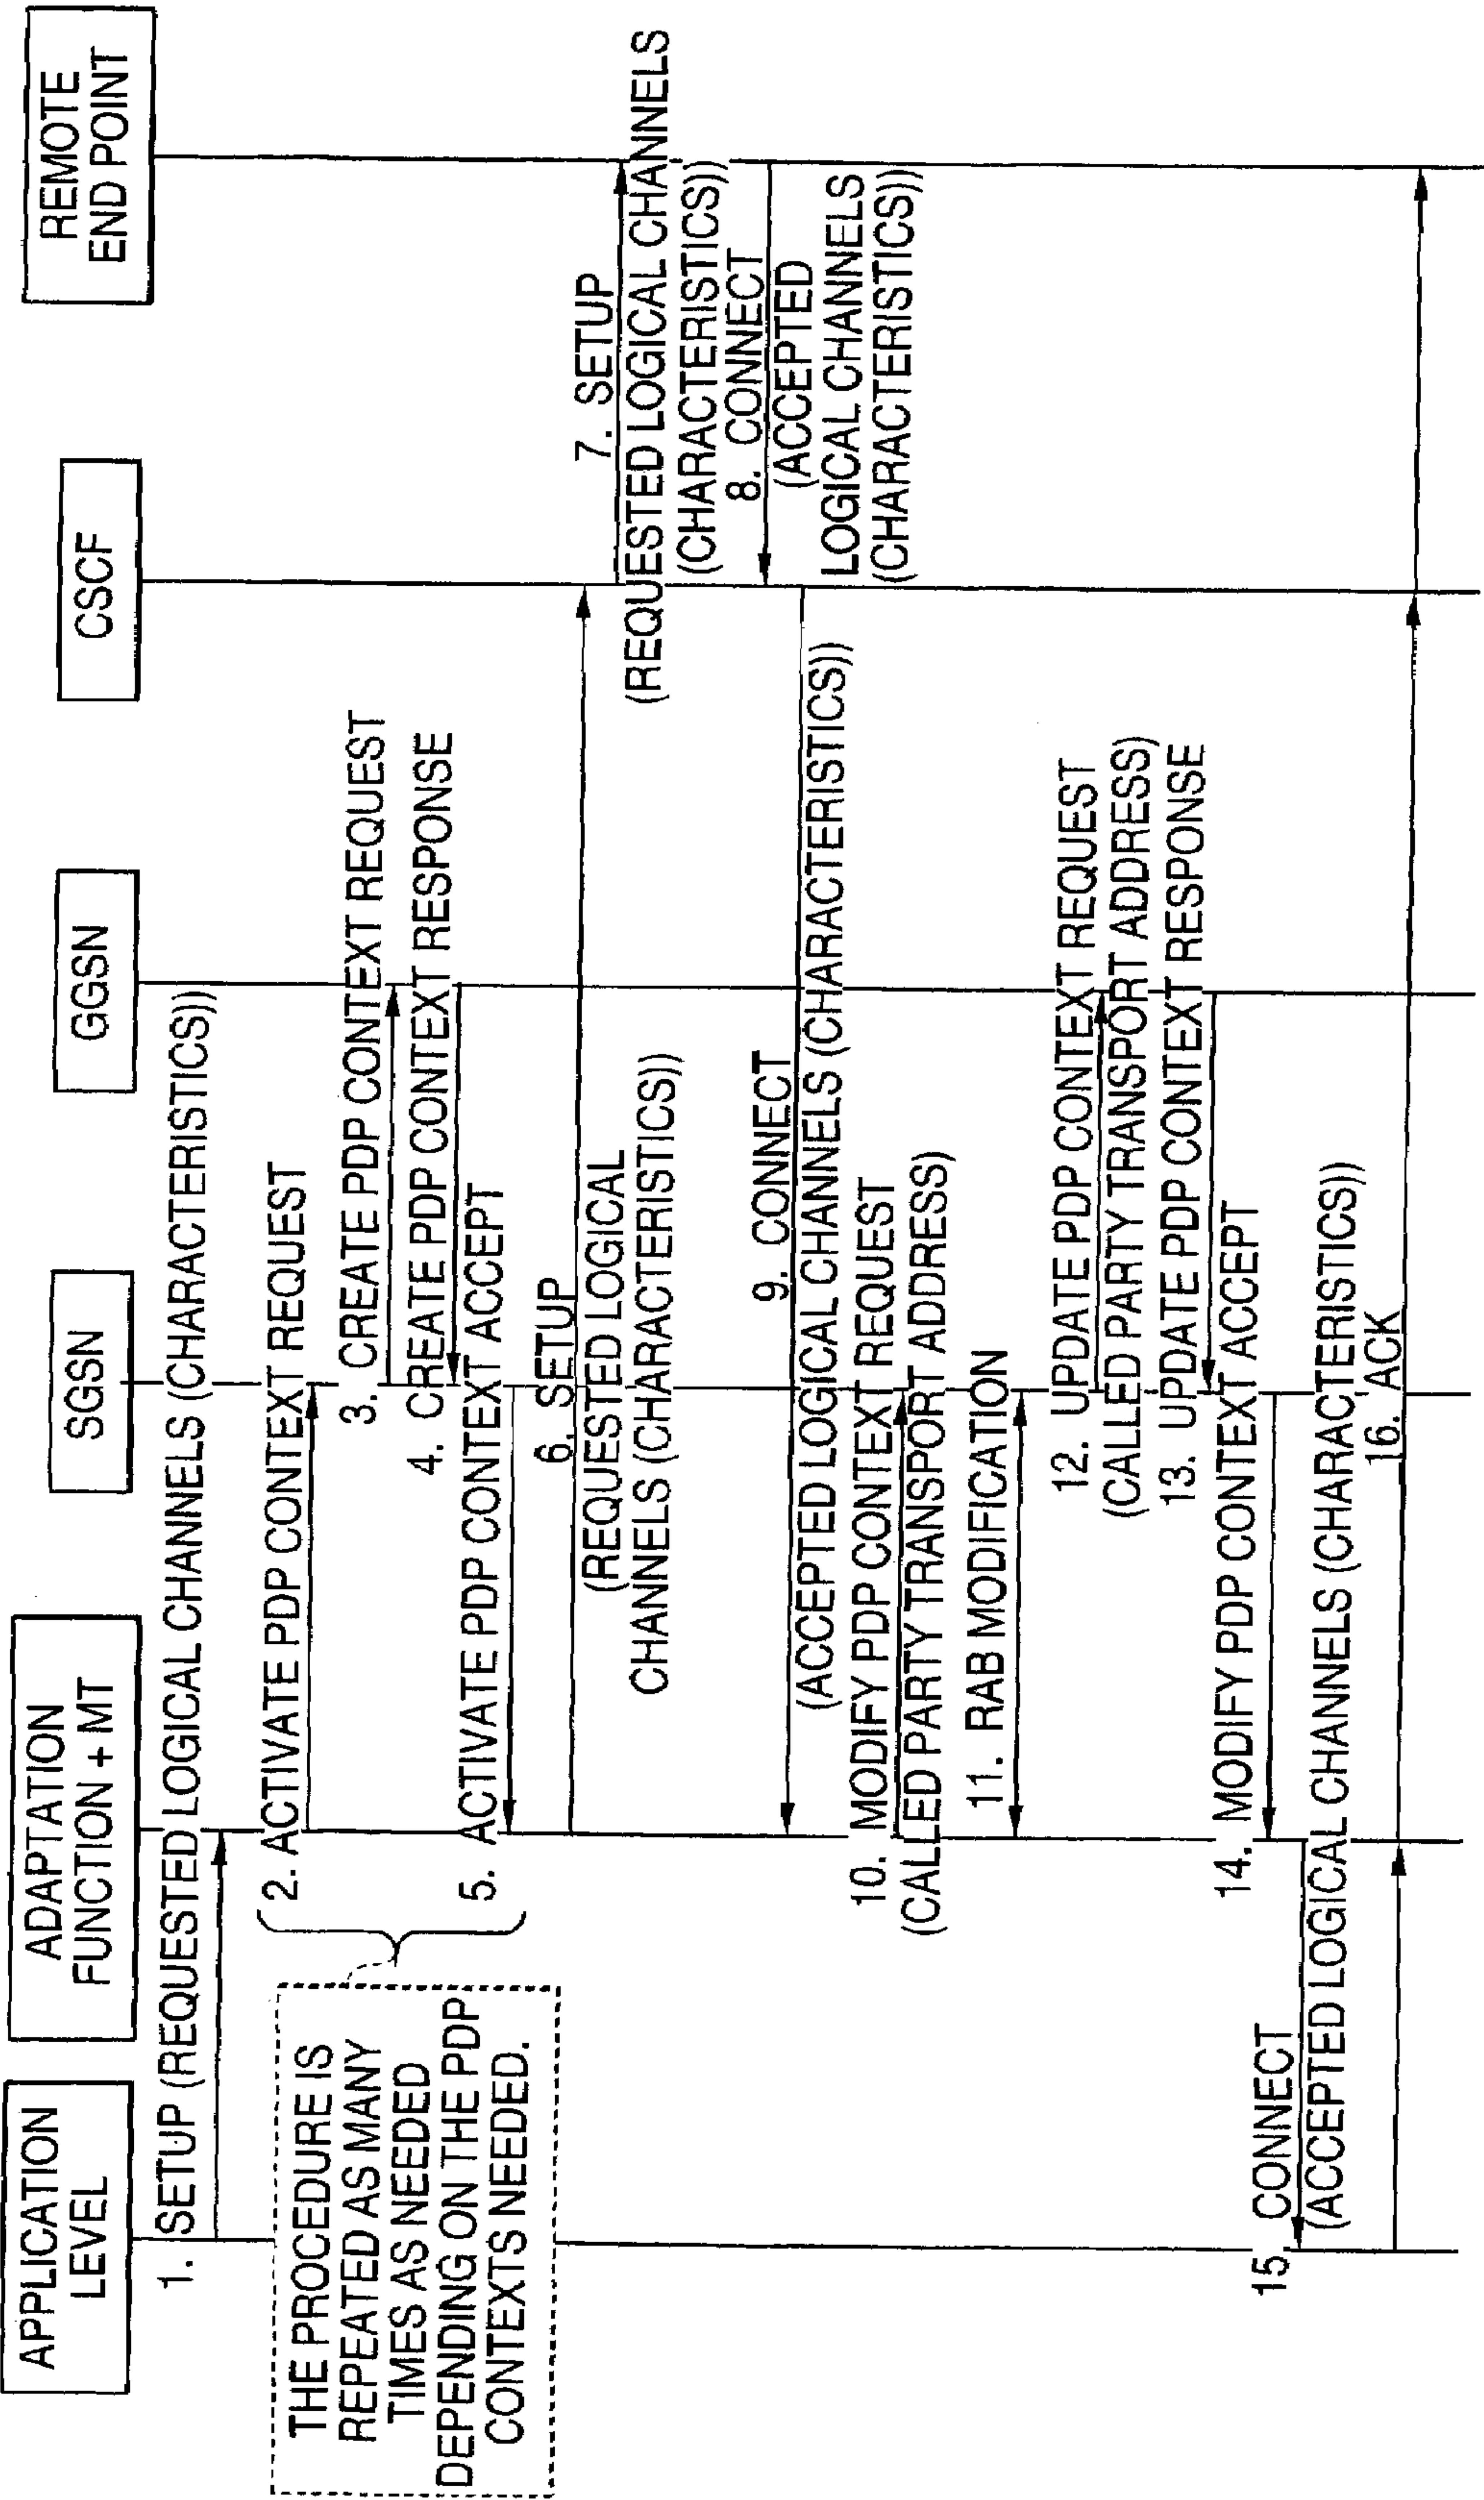 APPLICATION
LEVEL
ADAPTATION
FUNCTION + MT
SGSN
GGSN
CSCF
REMOTE
END POINT
1. SETUP (REQUESTED LOGICAL CHANNELS (CHARACTERISTICS))
2. ACTIVATE PDP CONTEXT REQUEST
THE PROCEDURE IS
REPEATED AS MANY
TIMES AS NEEDED
DEPENDING ON THE PDP
CONTEXTS NEEDED.
3. CREATE PDP CONTEXT REQUEST
4. CREATE PDP CONTEXT RESPONSE
5. ACTIVATE PDP CONTEXT ACCEPT
6. SETUP
(REQUESTED LOGICAL
CHANNELS (CHARACTERISTICS))
7. SETUP
(REQUESTED LOGICAL CHANNELS
(CHARACTERISTICS))
8. CONNECT
(ACCEPTED
LOGICAL CHANNELS
(CHARACTERISTICS))
9. CONNECT
(ACCEPTED LOGICAL CHANNELS (CHARACTERISTICS)))
10. MODIFY PDP CONTEXT REQUEST
(CALLED PARTY TRANSPORT ADDRESS)
11. RAB MODIFICATION
12. UPDATE PDP CONTEXT REQUEST
(CALLED PARTY TRANSPORT ADDRESS)
13. UPDATE PDP CONTEXT RESPONSE
14. MODIFY PDP CONTEXT ACCEPT
15. CONNECT
(ACCEPTED LOGICAL CHANNELS (CHARACTERISTICS))
16. ACK